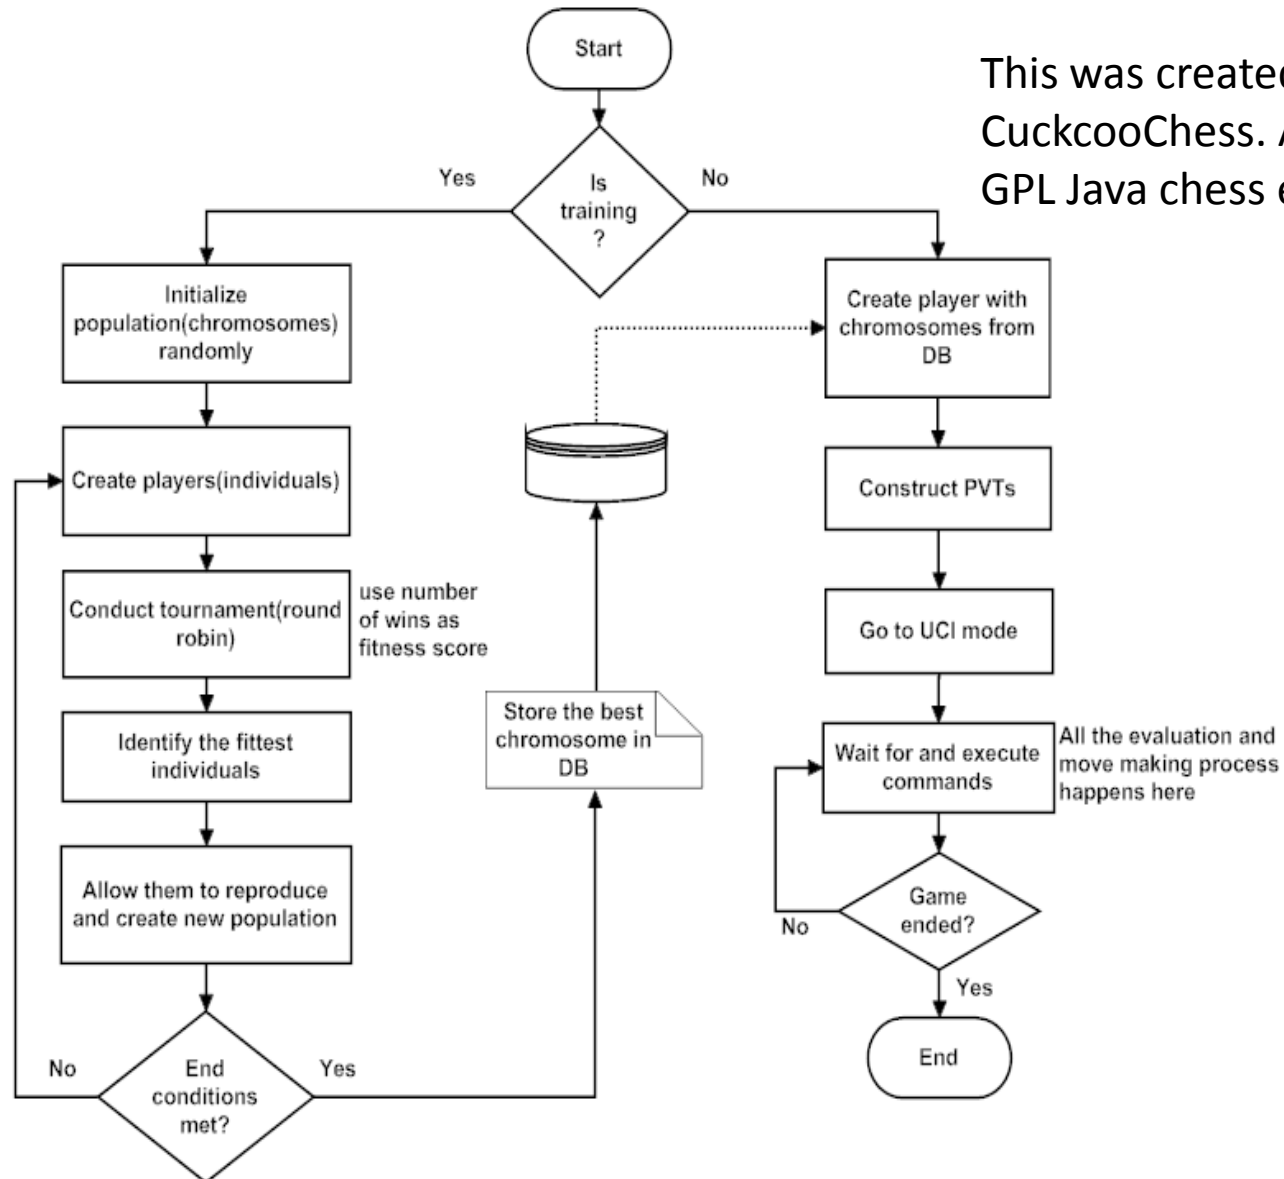 Start
This was created
CuckcooChess. A
GPL Java chess e
Yes
Is
training
?
No
Initialize
population(chromosomes)
randomly
Create player with
chromosomes from
DB
Create players(individuals)
Construct PVTs
Conduct tournament(round
robin)
use number
of wins as
fitness score
Go to UCI mode
Identify the fittest
individuals
Store the best
chromosome in
DB
Wait for and execute
commands
All the evaluation and
move making process
happens here
Allow them to reproduce
and create new population
Game
ended?
No
Yes
No
End
conditions
met?
Yes
End